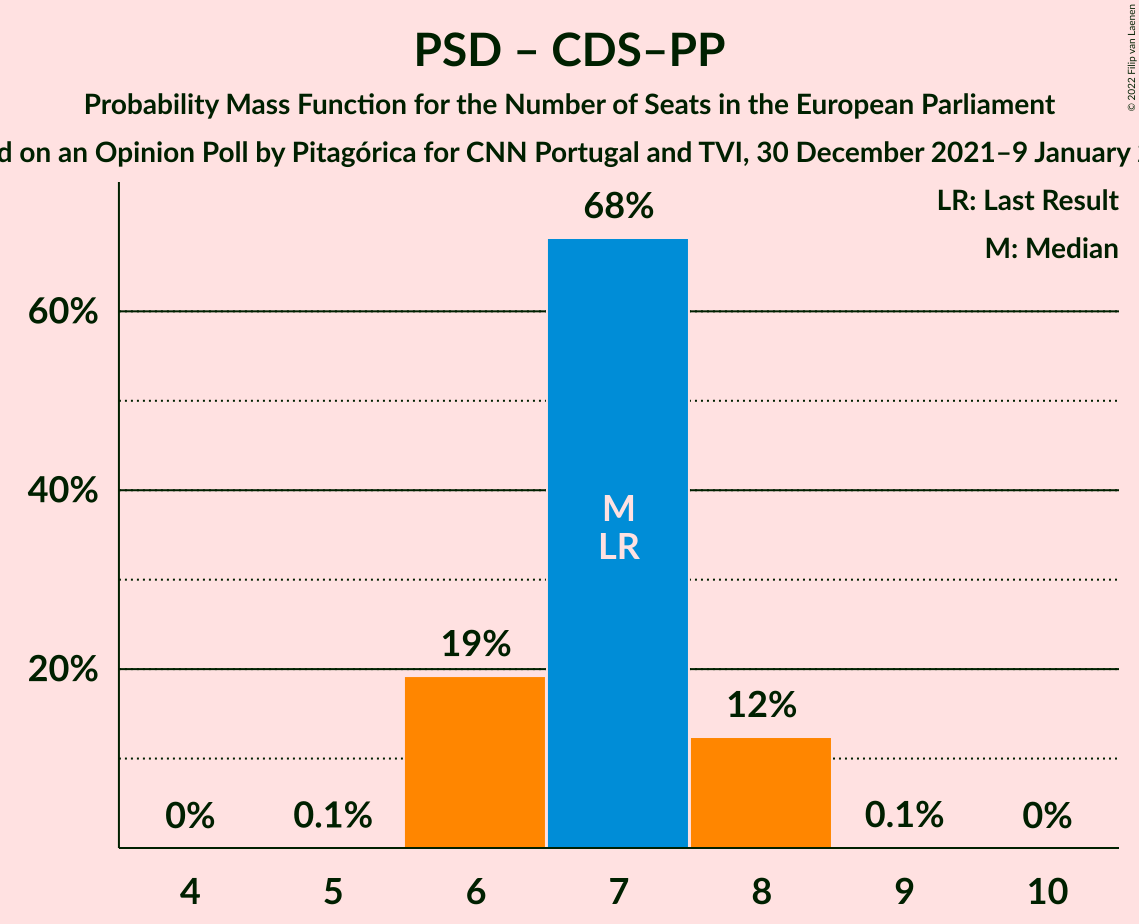 PSD – CDS–PP
Probability Mass Function for the Number of Seats in the European Parliament
on an Opinion Poll by Pitagórica for CNN Portugal and TVI, 30 December 2021–9 January
© 2022 Filip van Laenen
LR: Last Result
M: Median
68%
60%
40%
M
LR
19%
20%
12%
0%
0.1%
0.1%
0%
4 5 6 7 8 9 10